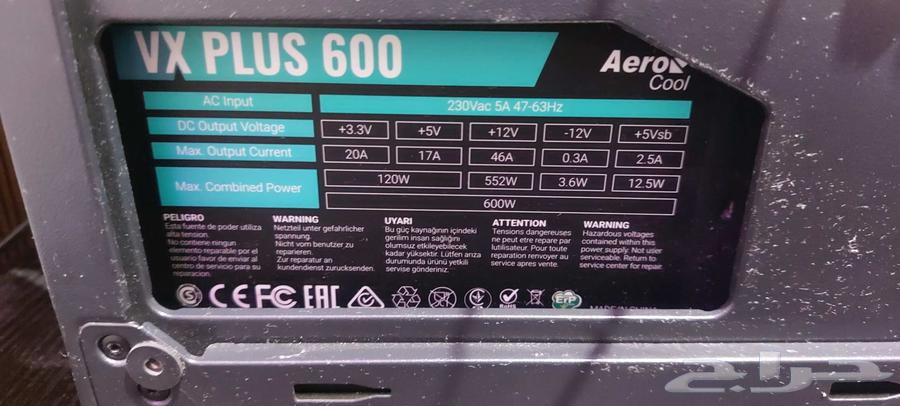 VX PLUS 600
Aero
Cool
AC Input 230Vac 5A 47-63Hz
DC Output Voltage +3.3V +5V +12V -12V +5Vsb
Max. Output Current 20A 17A 46A 0.3A 2.5A
Max. Combined Power 120W 552W 3.6W 12.5W
600W
PELIGRO
Esta fuente de poder utiliza
alta tension.
No contiene ningun
elemento reparable por el
usuario favor de enviar al
centro de servicio para su
reparacion.
WARNING
Netzteil unter gefahrlicher
spannung.
Nicht vom benutzer zu
reparieren.
Zur reparatur an
kundendienst zurucksenden.
UYARI
Bu güç kaynağının içindeki
gerilim insan sağlığını
olumsuz etkileyebilecek
kadar yüksektir. Lütfen arıza
durumunda ürünü yetkili
servise gönderiniz.
ATTENTION
Tensions dangereuses
ne peut etre repare par
lutilisateur. Pour toute
reparation renvoyer au
service apres vente.
WARNING
Hazardous voltages
contained within this
power supply. Not user
serviceable. Return to
service center for repair.
S CE FC EAC RoHS ErP
MADE IN CHINA
حراج